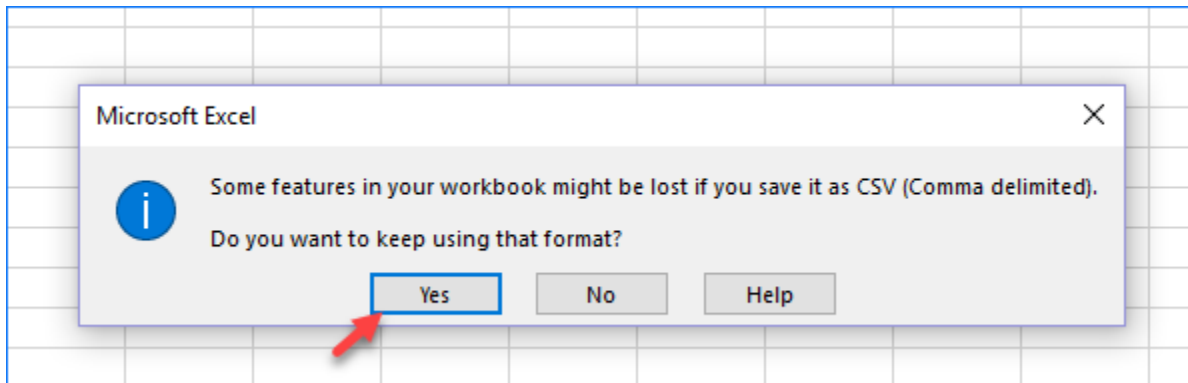 Microsoft Excel
Some features in your workbook might be lost if you save it as CSV (Comma delimited).
Do you want to keep using that format?
Yes No Help